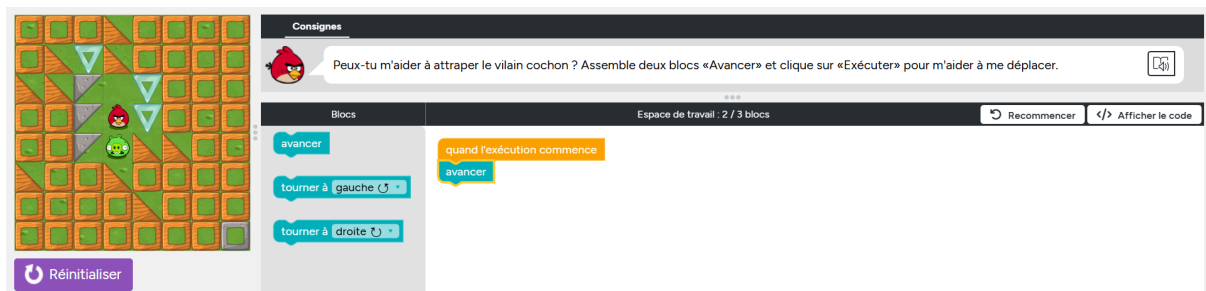 Consignes
Peux-tu m'aider à attraper le vilain cochon ? Assemble deux blocs «Avancer» et clique sur «Exécuter» pour m'aider à me déplacer.
Blocs
Espace de travail : 2 / 3 blocs
Recommencer
</> Afficher le code
avancer
tourner à gauche ↺
tourner à droite ↻
quand l'exécution commence
avancer
Réinitialiser